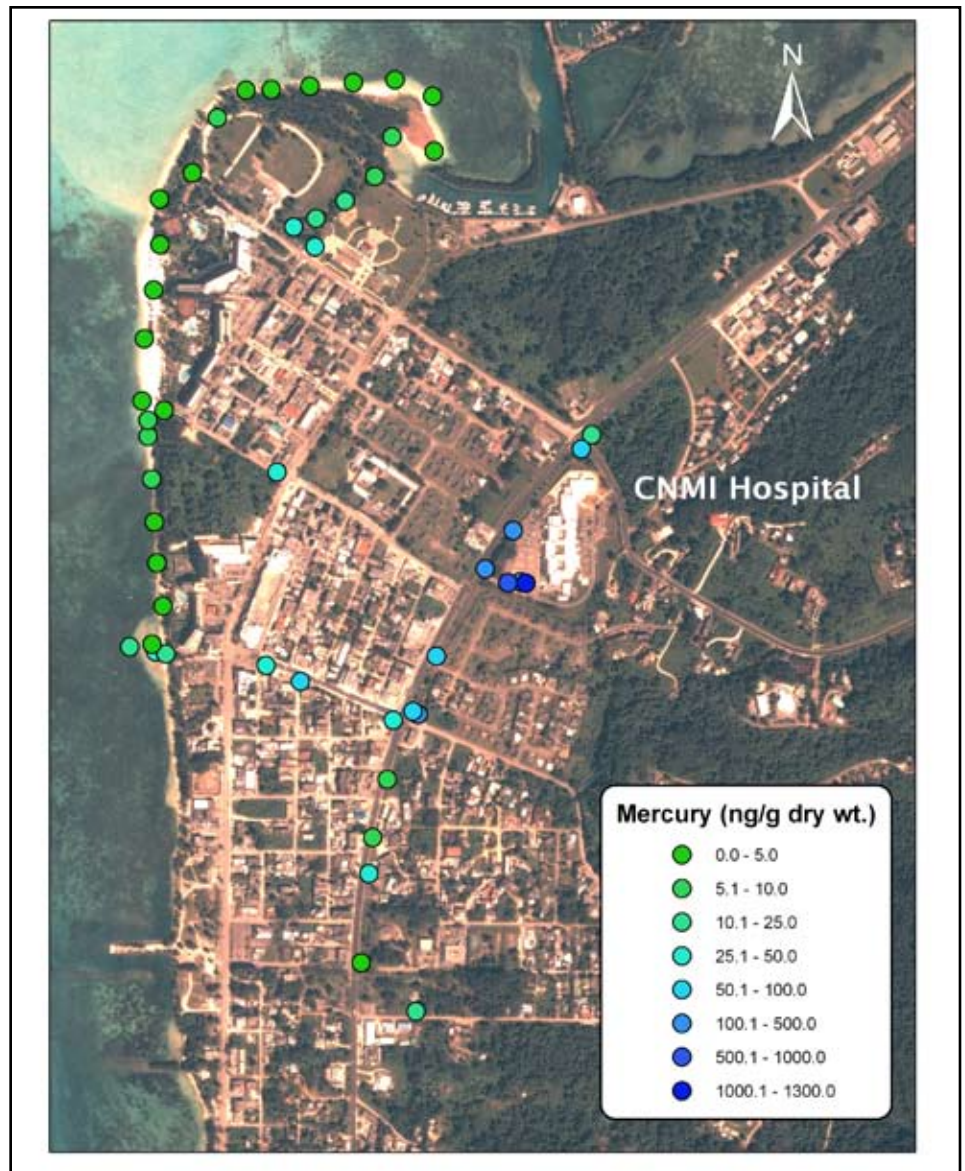 N
CNMI Hospital
Mercury (ng/g dry wt.)
0.0 - 5.0
5.1 - 10.0
10.1 - 25.0
25.1 - 50.0
50.1 - 100.0
100.1 - 500.0
500.1 - 1000.0
1000.1 - 1300.0